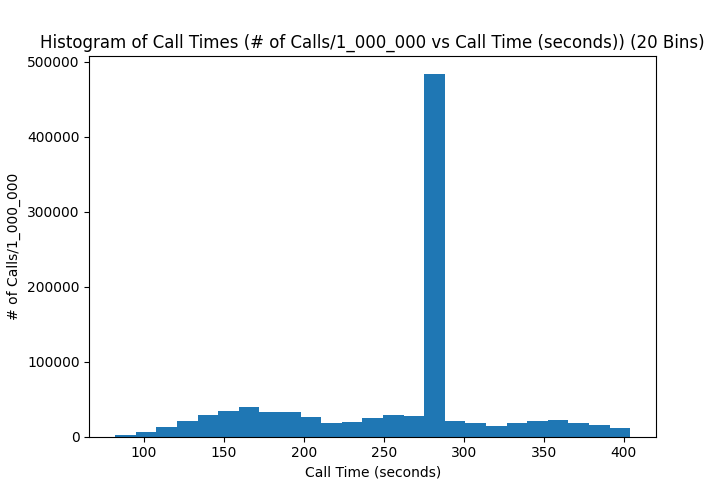 Histogram of Call Times (# of Calls/1_000_000 vs Call Time (seconds)) (20 Bins)
500000
400000
300000
200000
100000
0
# of Calls/1_000_000
100 150 200 250 300 350 400
Call Time (seconds)